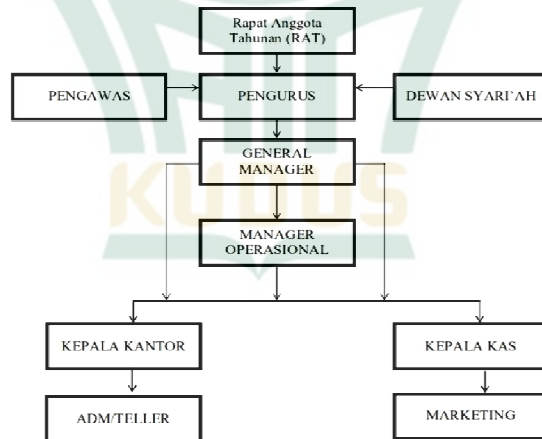 Rapat Anggota
Tahunan (RAT)
PENGAWAS
PENGURUS
DEWAN SYARI'AH
GENERAL
MANAGER
KUDUS
MANAGER
OPERASIONAL
KEPALA KANTOR
KEPALA KAS
ADM/TELLER
MARKETING